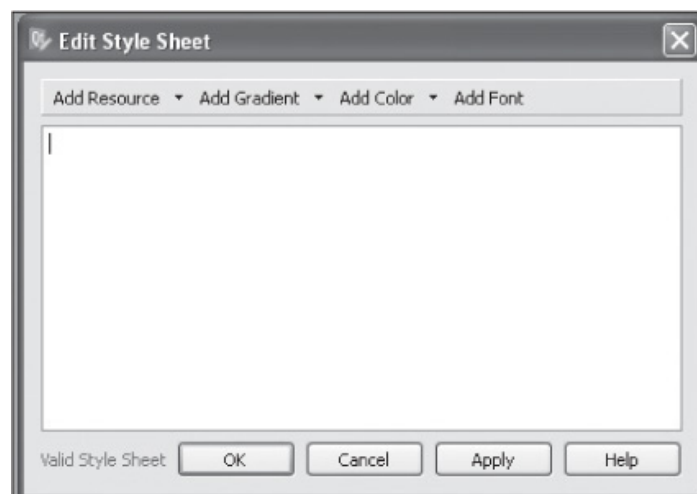 Edit Style Sheet
Add Resource Add Gradient Add Color Add Font
Valid Style Sheet OK Cancel Apply Help